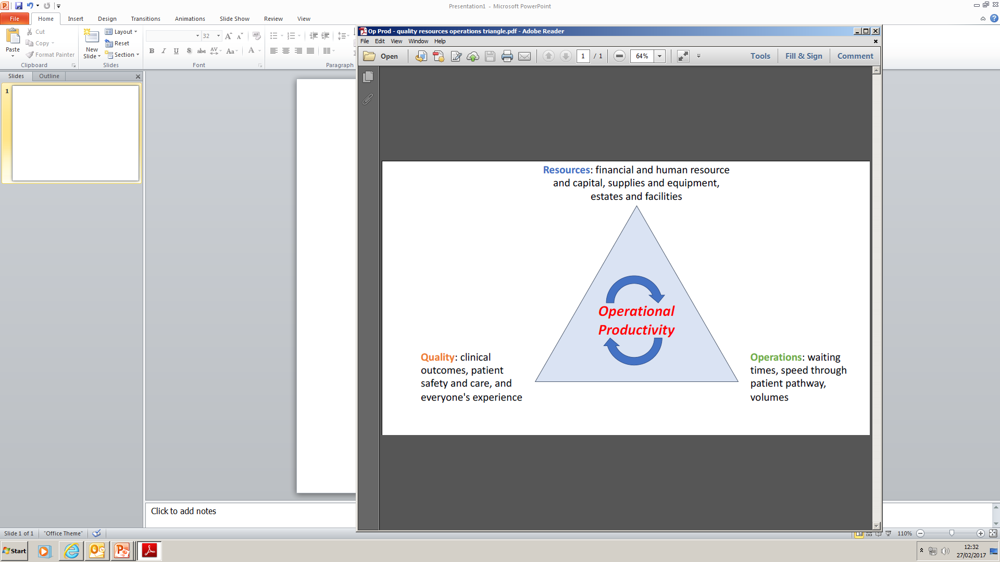 Presentation1 - Microsoft PowerPoint
File Home Insert Design Transitions Animations Slide Show Review View
Paste
Cut
Copy
Format Painter
Clipboard
New
Slide
Layout
Reset
Section
Slides
32
B I U S abc AV Aa A
Font
Paragraph
Slides Outline
1
Op Prod - quality resources operations triangle.pdf - Adobe Reader
File Edit View Window Help
Open 1 / 1 64% Tools Fill & Sign Comment
Resources: financial and human resource
and capital, supplies and equipment,
estates and facilities
Operational
Productivity
Quality: clinical
outcomes, patient
safety and care, and
everyone's experience
Operations: waiting
times, speed through
patient pathway,
volumes
Click to add notes
Slide 1 of 1 "Office Theme" 110%
Start
12:32
27/02/2017